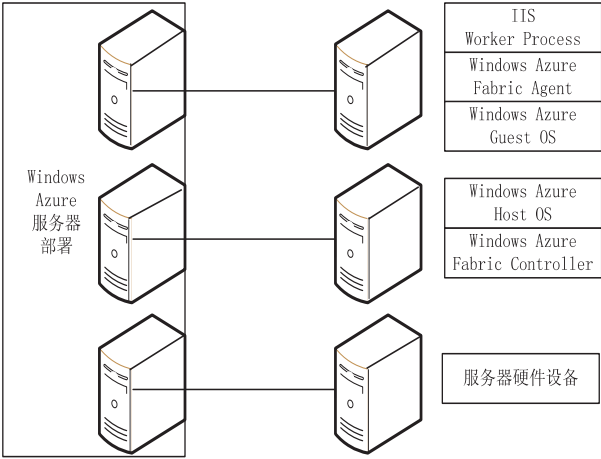 IIS
Worker Process
Windows Azure
Fabric Agent
Windows Azure
Guest OS
Windows
Azure
服务器
部署
Windows Azure
Host OS
Windows Azure
Fabric Controller
服务器硬件设备